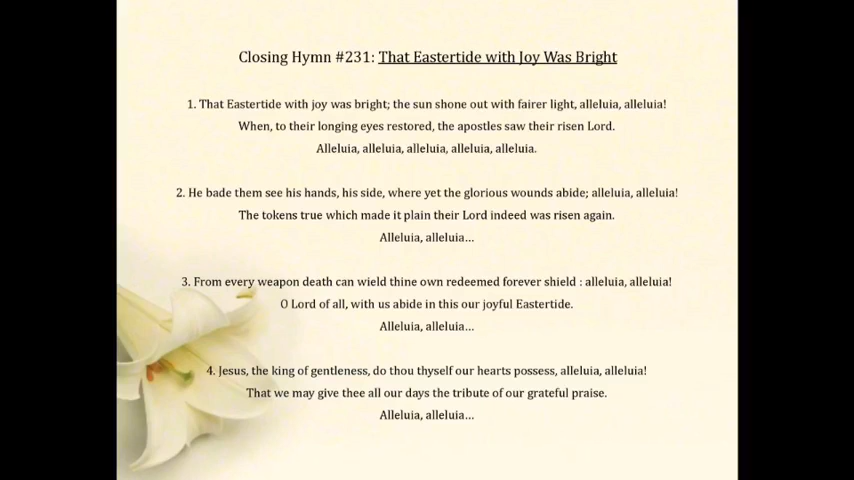 Closing Hymn #231: That Eastertide with Joy Was Bright
1. That Eastertide with joy was bright; the sun shone out with fairer light, alleluia, alleluia!
When, to their longing eyes restored, the apostles saw their risen Lord.
Alleluia, alleluia, alleluia, alleluia, alleluia.
2. He bade them see his hands, his side, where yet the glorious wounds abide; alleluia, alleluia!
The tokens true which made it plain their Lord indeed was risen again.
Alleluia, alleluia…
3. From every weapon death can wield thine own redeemed forever shield : alleluia, alleluia!
O Lord of all, with us abide in this our joyful Eastertide.
Alleluia, alleluia…
4. Jesus, the king of gentleness, do thou thyself our hearts possess, alleluia, alleluia!
That we may give thee all our days the tribute of our grateful praise.
Alleluia, alleluia…